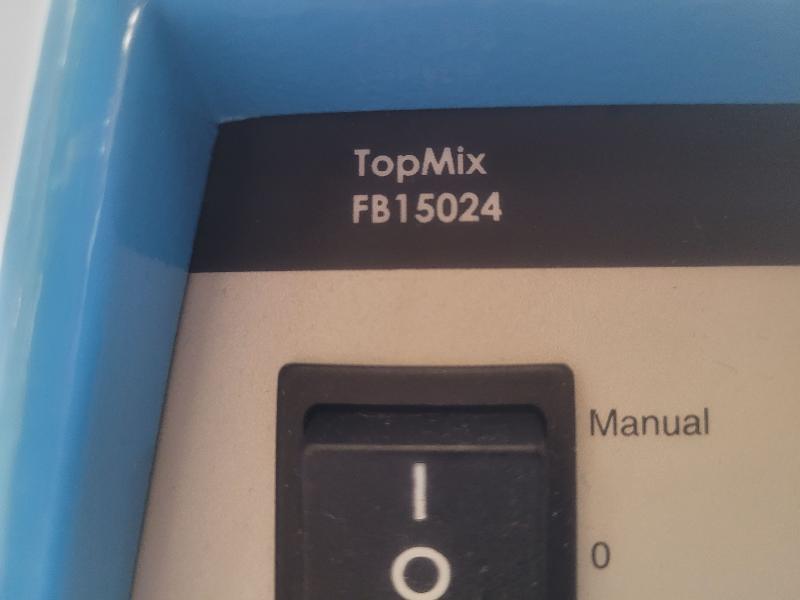 TopMix
FB15024
Manual
I
0
O